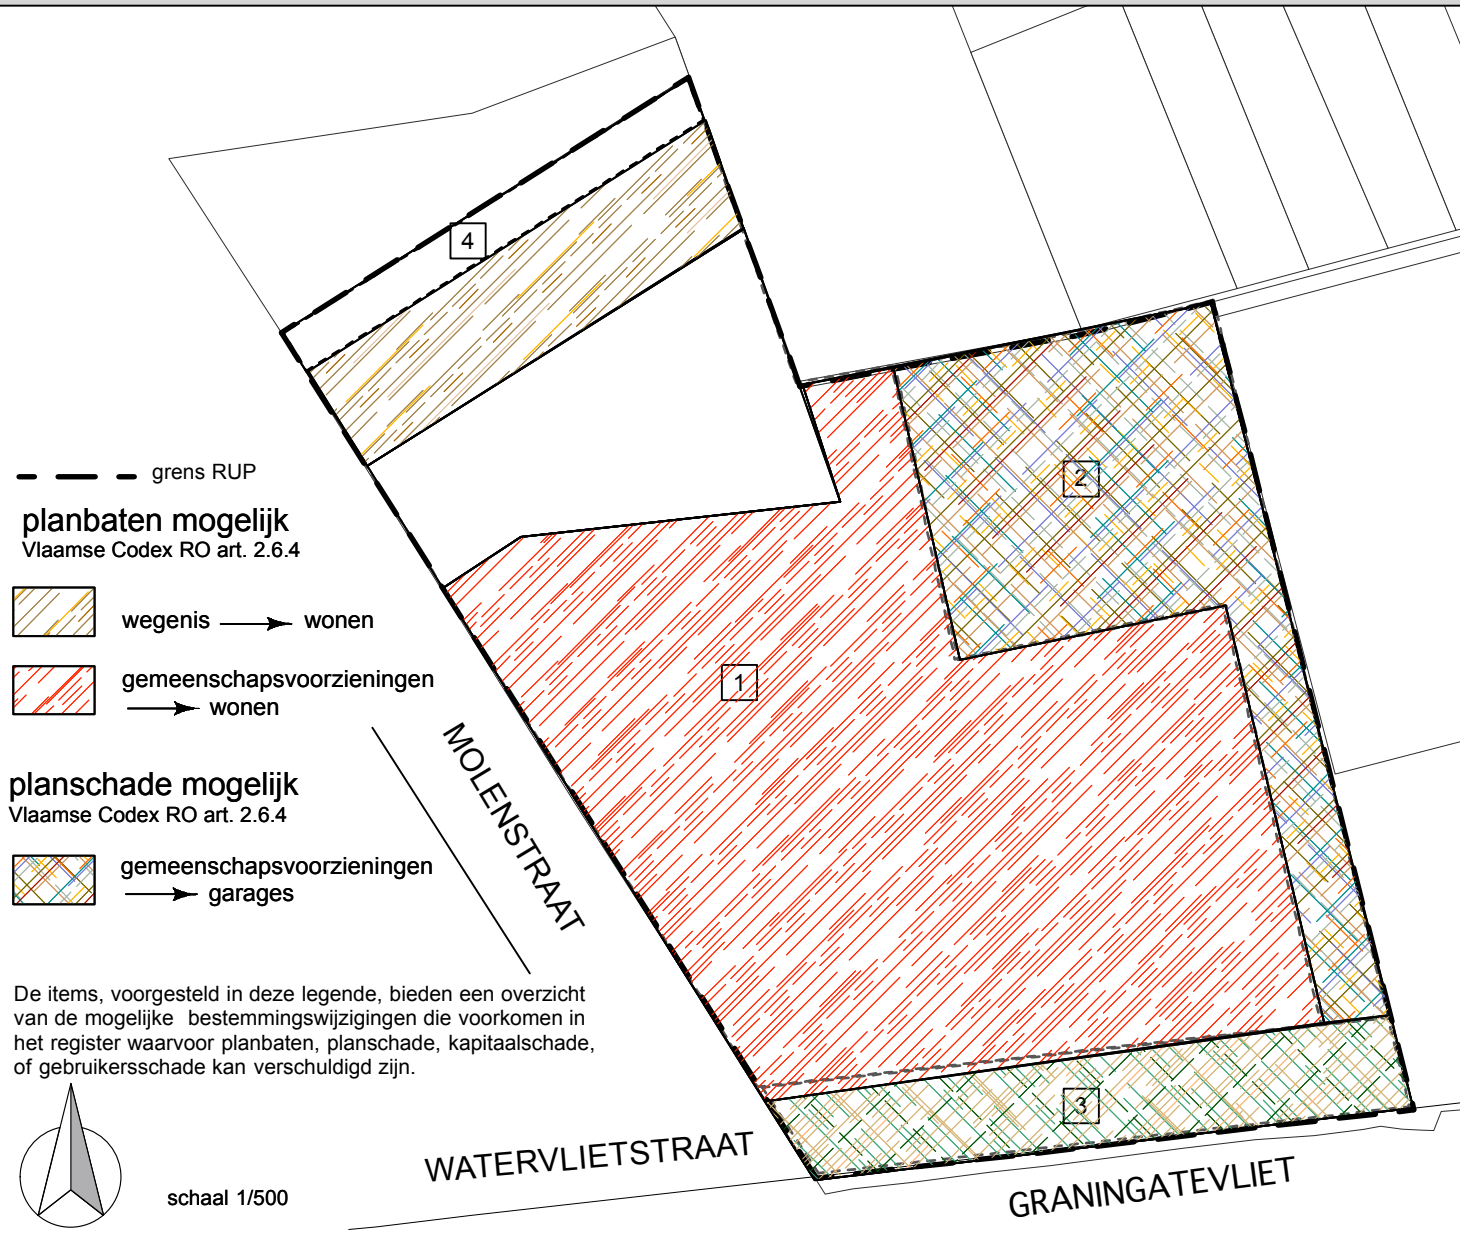 4
grens RUP
planbaten mogelijk
Vlaamse Codex RO art. 2.6.4
wegenis wonen
gemeenschapsvoorzieningen
wonen
planschade mogelijk
Vlaamse Codex RO art. 2.6.4
gemeenschapsvoorzieningen
garages
De items, voorgesteld in deze legende, bieden een overzicht
van de mogelijke bestemmingswijzigingen die voorkomen in
het register waarvoor planbaten, planschade, kapitaalschade,
of gebruikersschade kan verschuldigd zijn.
schaal 1/500
2
1
3
MOLENSTRAAT
WATERVLIETSTRAAT
GRANINGATEVLIET